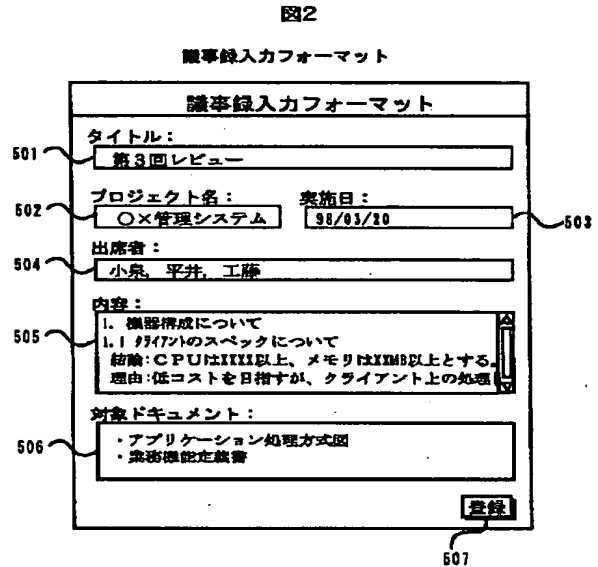 図2
議事録入力フォーマット
議事録入力フォーマット
タイトル：
501
第3回レビュー
プロジェクト名： 実施日：
502
○×管理システム 98/03/20
503
出席者：
504
小泉, 平井, 工藤
内容：
1. 機器構成について
505
1.1 クライアントのスペックについて
結論：CPUはXXXX以上、メモリはXXMB以上とする。
理由：低コストを目指すが、クライアント上の処理
対象ドキュメント：
506
・アプリケーション処理方式図
・業務機能定義書
登録
507